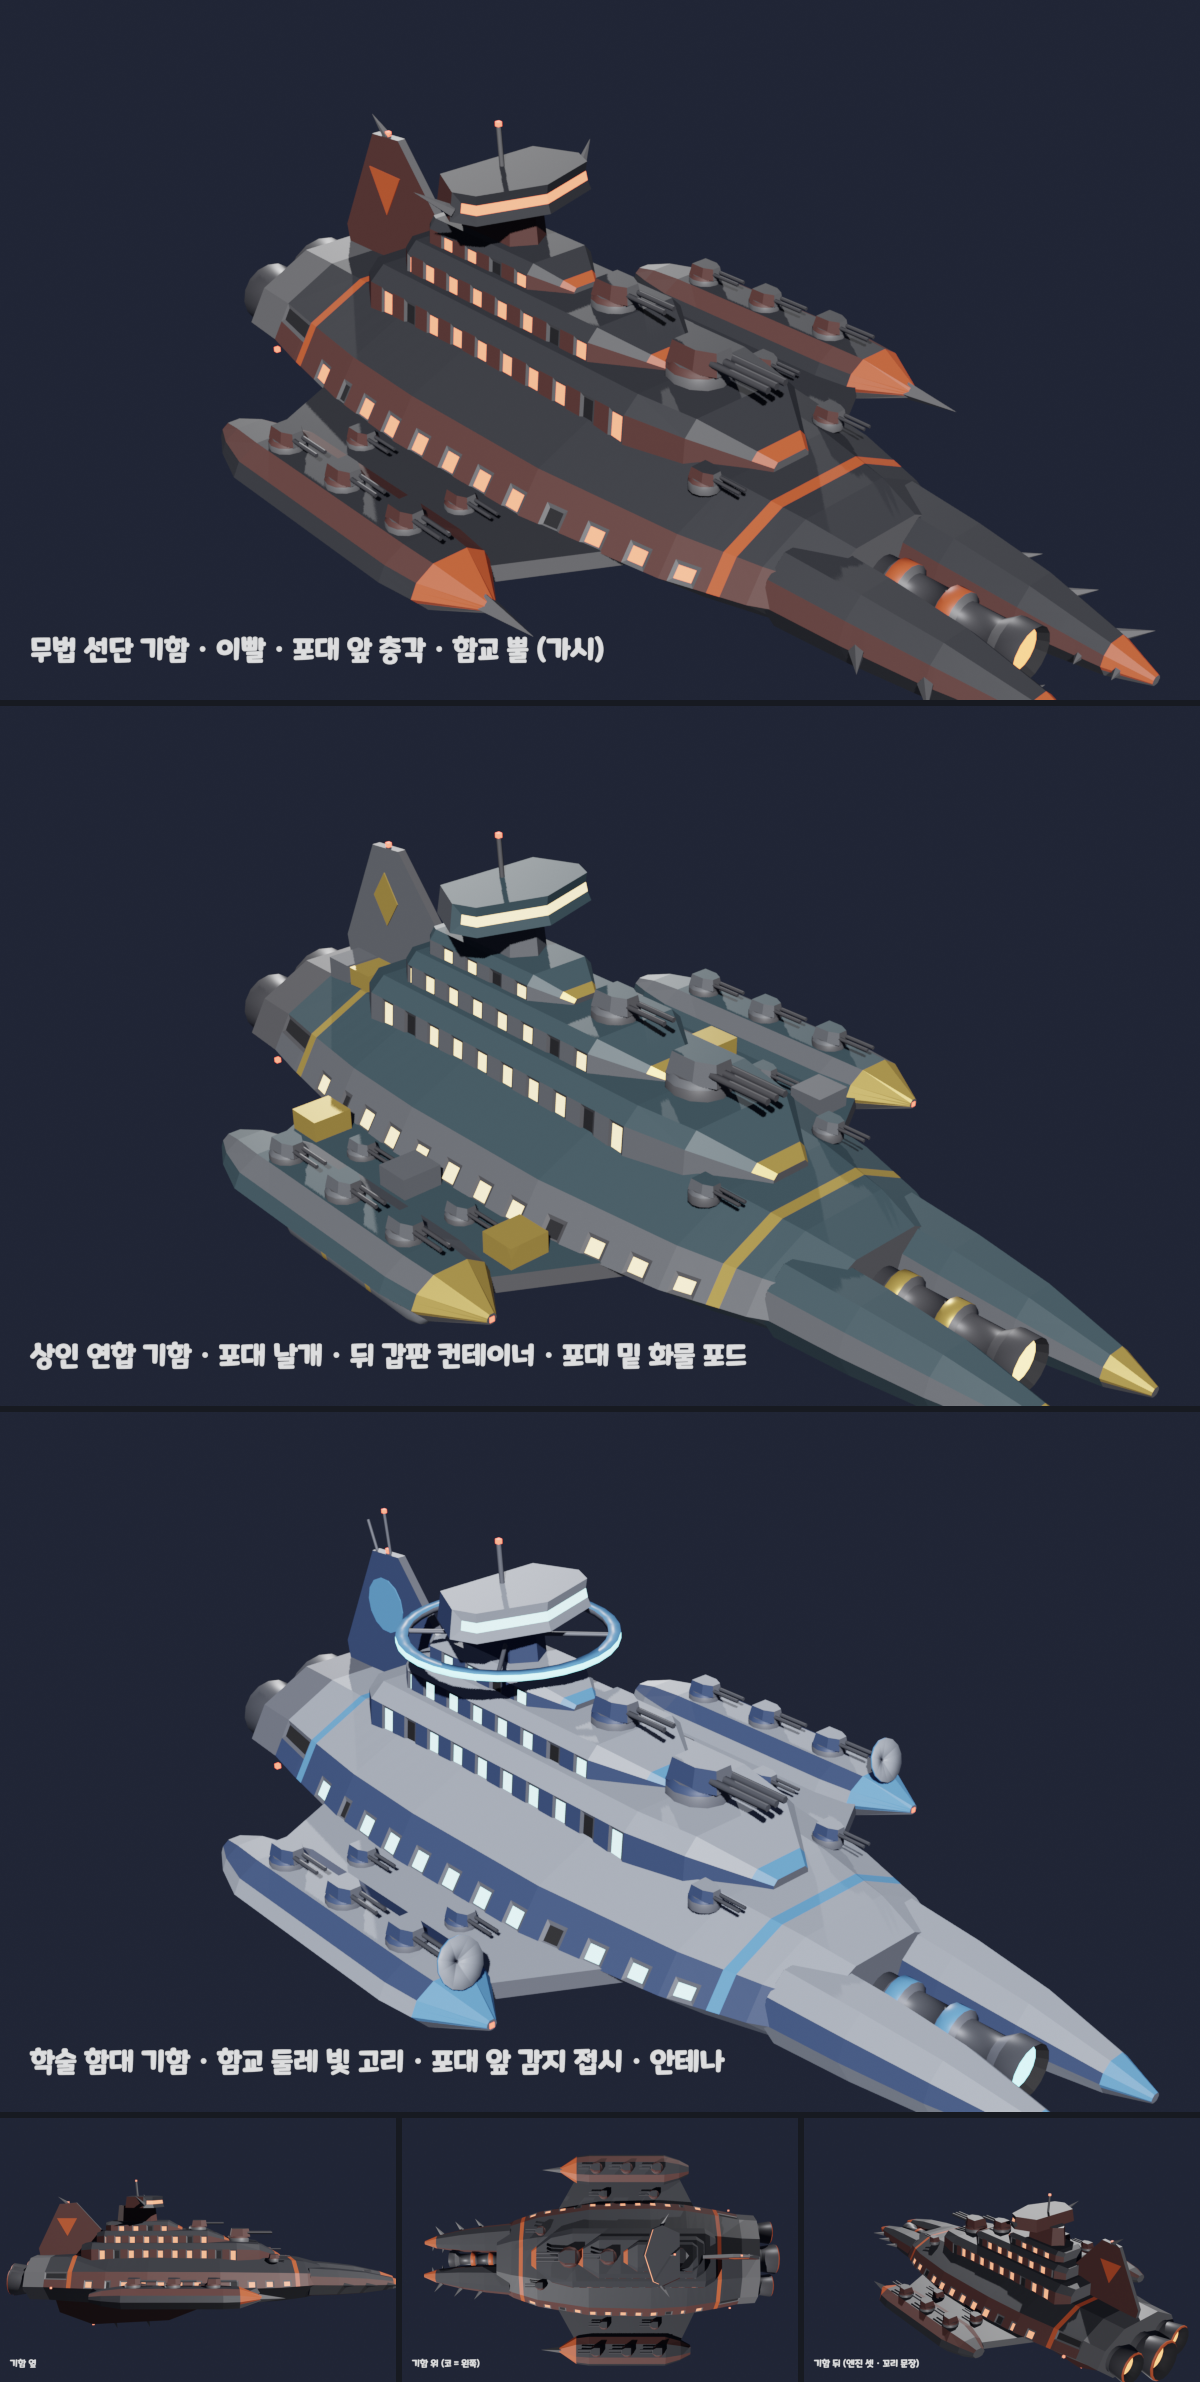 무법 선단 기함 · 이빨 · 포대 앞 충각 · 함교 뿔 (가시)
상인 연합 기함 · 포대 날개 · 뒤 갑판 컨테이너 · 포대 밑 화물 포드
학술 함대 기함 · 함교 둘레 빛 고리 · 포대 앞 감지 접시 · 안테나
기함 옆
기함 위 (코 = 왼쪽)
기함 뒤 (엔진 셋 · 꼬리 문장)